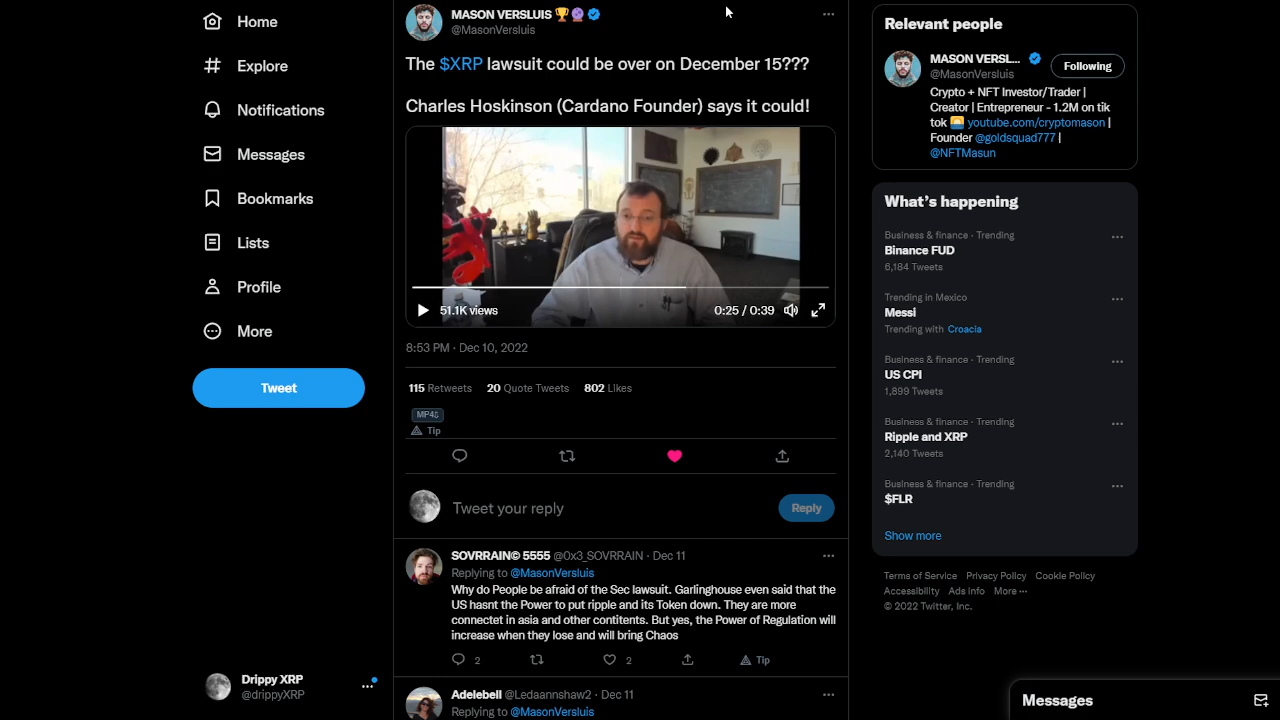 Home
Explore
Notifications
Messages
Bookmarks
Lists
Profile
More
Tweet
Drippy XRP
@drippyXRP
MASON VERSLUIS 🏆🔮
@MasonVersluis
The $XRP lawsuit could be over on December 15???
Charles Hoskinson (Cardano Founder) says it could!
51.1K views
0:25 / 0:39
8:53 PM · Dec 10, 2022
115 Retweets 20 Quote Tweets 802 Likes
MP4s
Tip
Tweet your reply
Reply
SOVRRAIN© 5555 @0x3_SOVRRAIN · Dec 11
Replying to @MasonVersluis
Why do People be afraid of the Sec lawsuit. Garlinghouse even said that the
US hasnt the Power to put ripple and its Token down. They are more
connectet in asia and other contitents. But yes, the Power of Regulation will
increase when they lose and will bring Chaos
2 2 Tip
Adelebell @Ledaannshaw2 · Dec 11
Replying to @MasonVersluis
Relevant people
MASON VERSL...
@MasonVersluis
Following
Crypto + NFT Investor/Trader |
Creator | Entrepreneur - 1.2M on tik
tok 🌅 youtube.com/cryptomason |
Founder @goldsquad777 |
@NFTMasun
What's happening
Business & finance · Trending
Binance FUD
6,184 Tweets
Trending in Mexico
Messi
Trending with Croacia
Business & finance · Trending
US CPI
1,899 Tweets
Business & finance · Trending
Ripple and XRP
2,140 Tweets
Business & finance · Trending
$FLR
Show more
Terms of Service Privacy Policy Cookie Policy
Accessibility Ads info More ···
© 2022 Twitter, Inc.
Messages